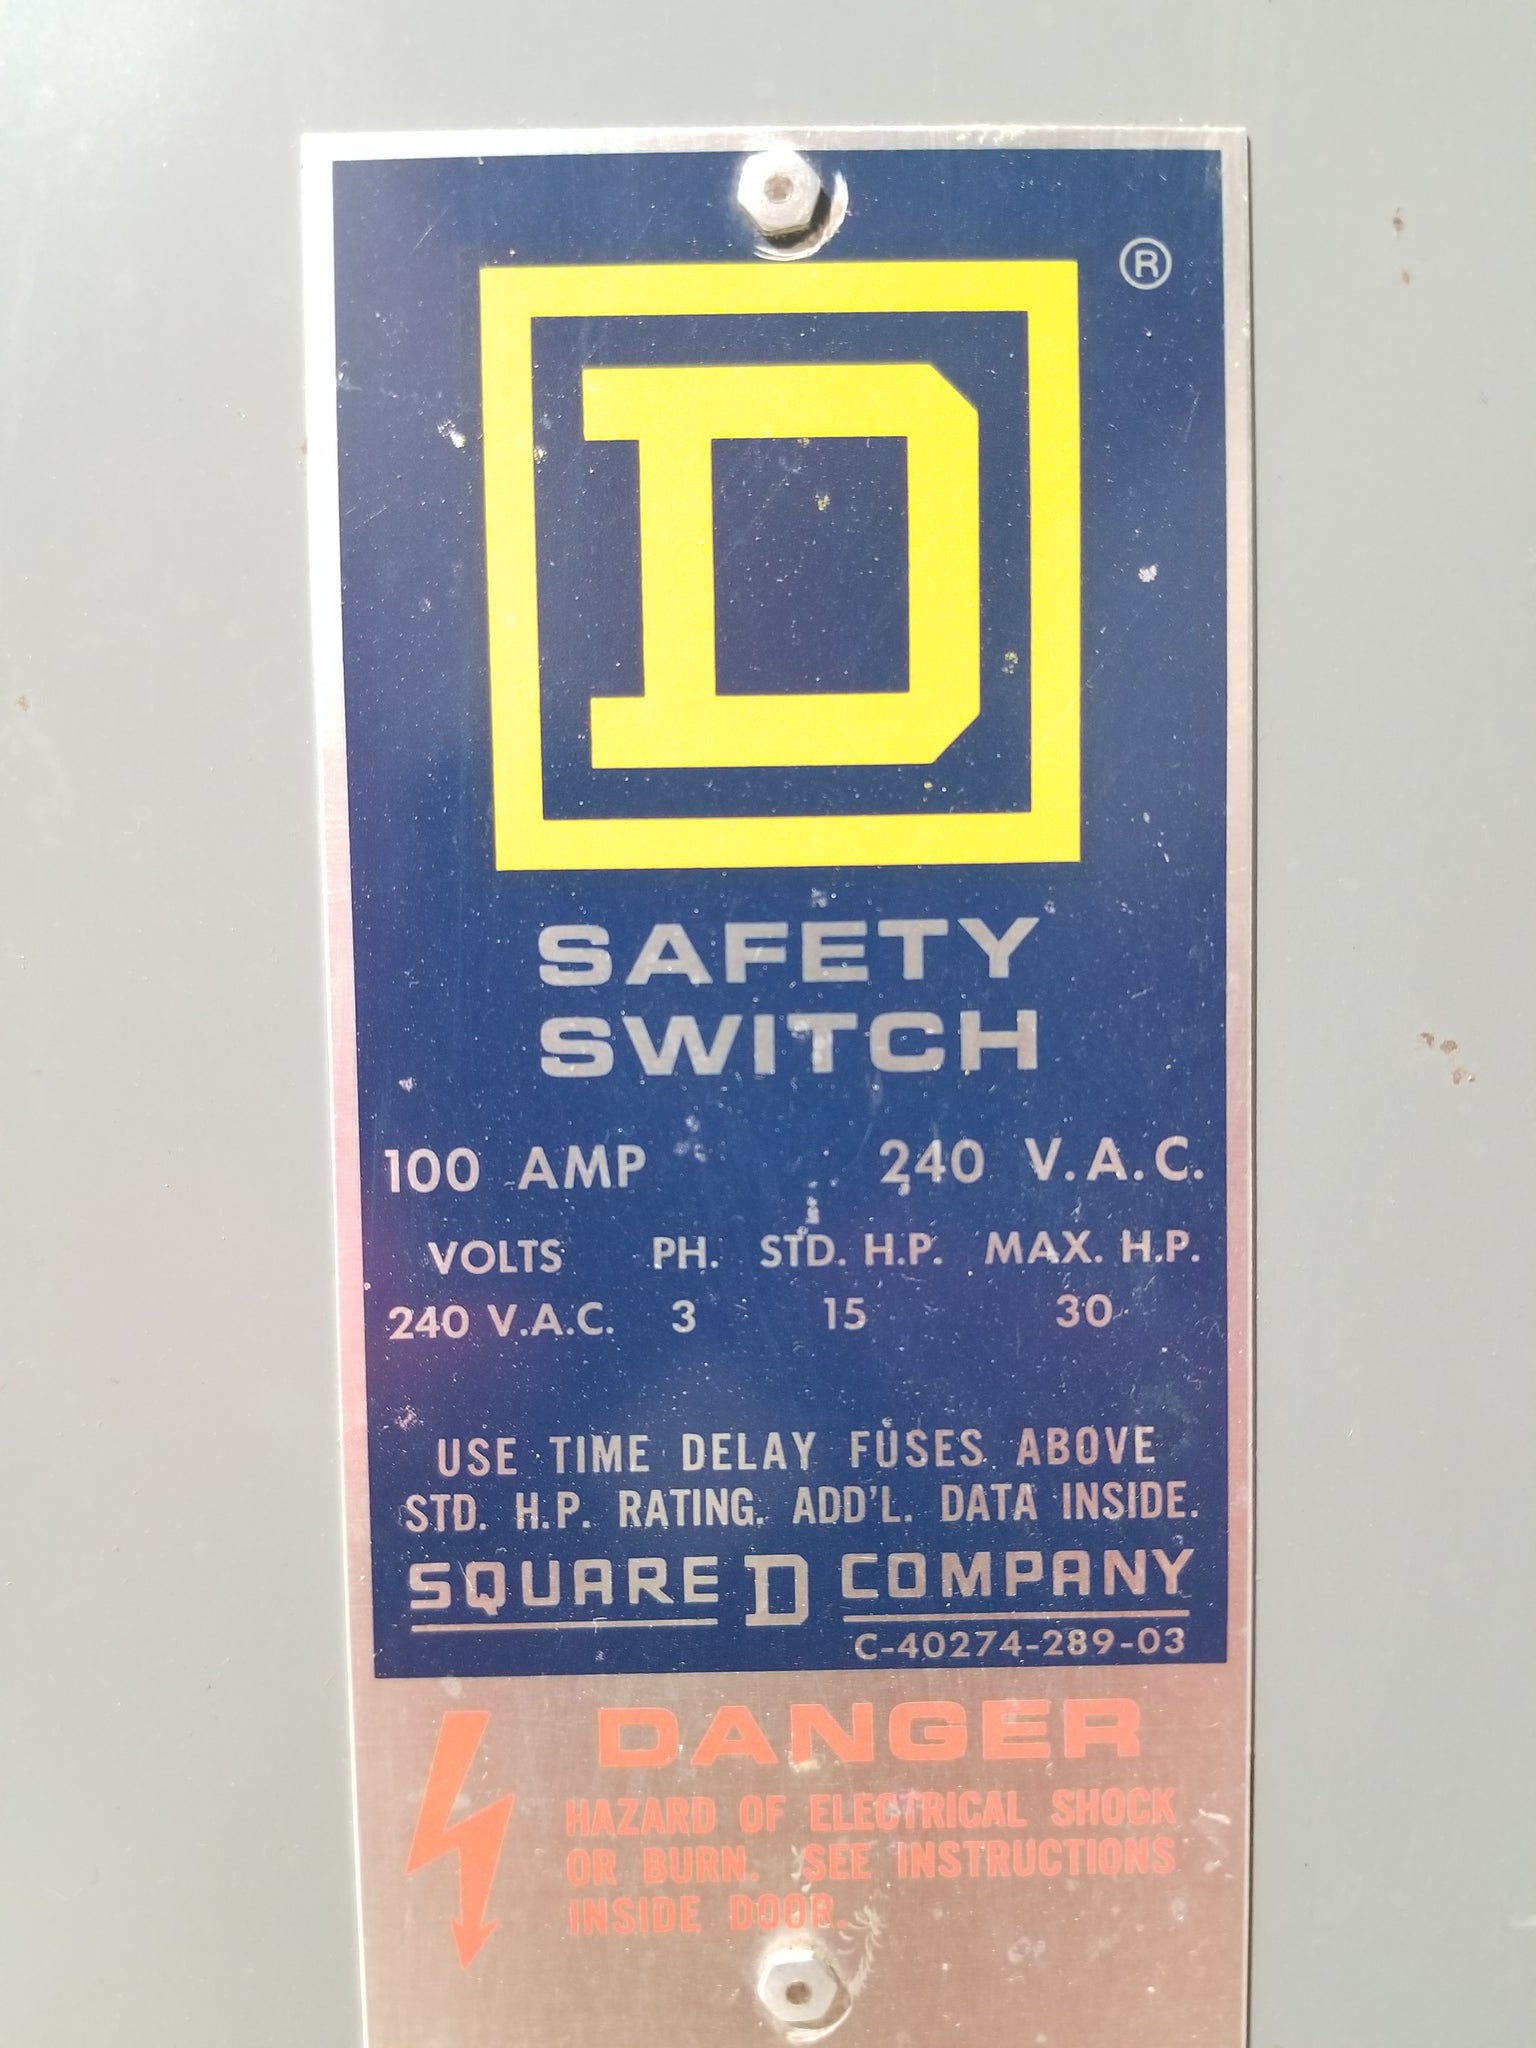 D ®
SAFETY
SWITCH
100 AMP 240 V.A.C.
VOLTS PH. STD. H.P. MAX. H.P.
240 V.A.C. 3 15 30
USE TIME DELAY FUSES ABOVE
STD. H.P. RATING. ADD'L. DATA INSIDE.
SQUARE D COMPANY
C-40274-289-03
DANGER
HAZARD OF ELECTRICAL SHOCK
OR BURN. SEE INSTRUCTIONS
INSIDE DOOR.